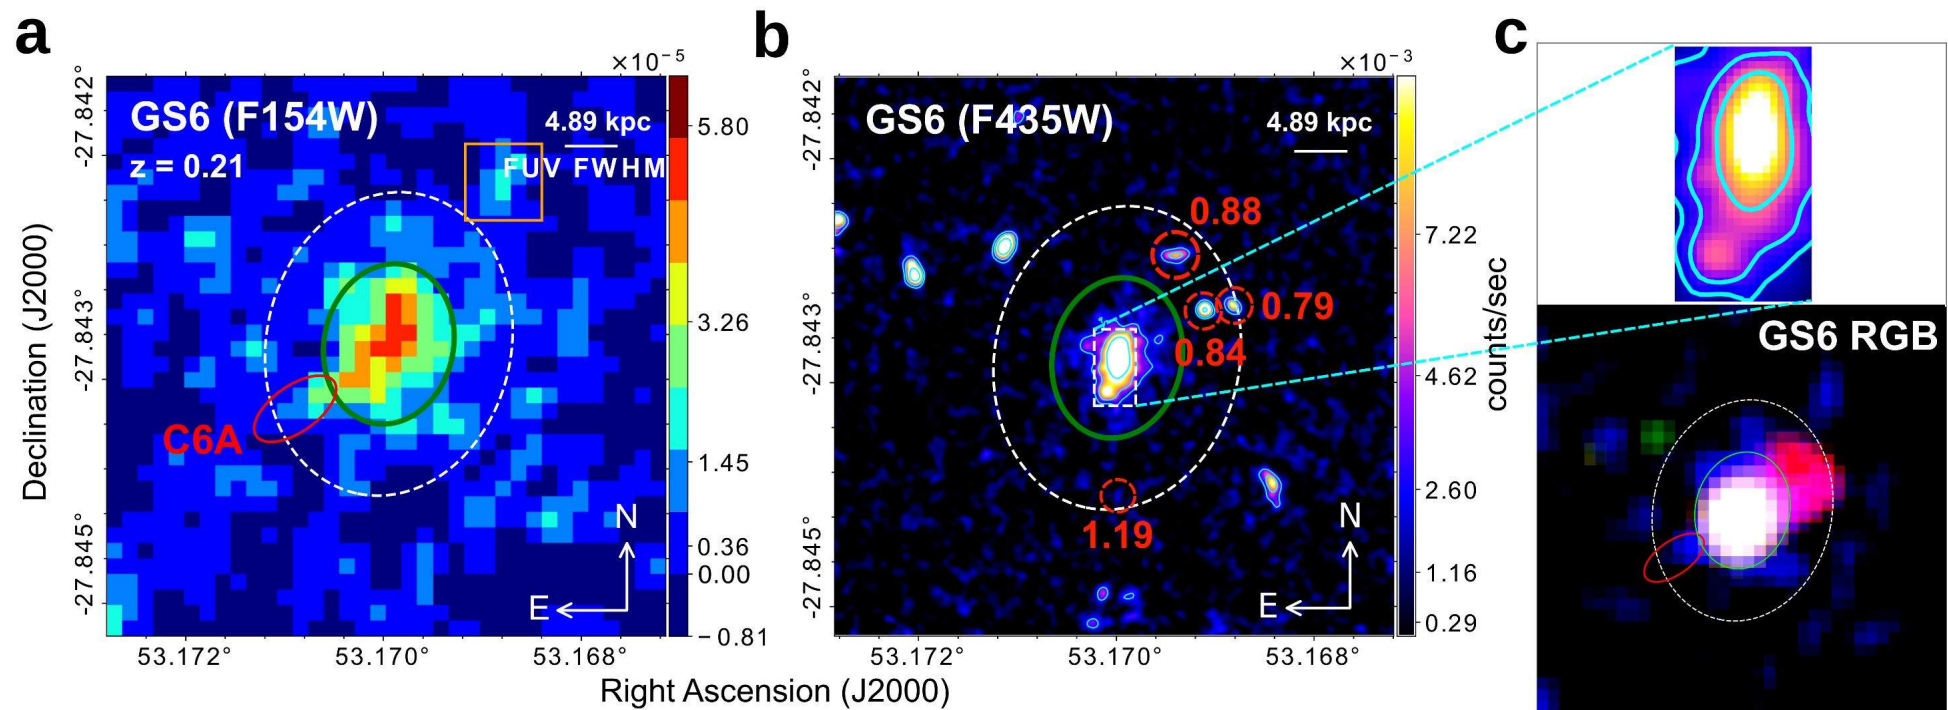 a
×10⁻⁵
GS6 (F154W)
z = 0.21
4.89 kpc
FUV FWHM
C6A
N
E
-27.842°
-27.843°
-27.845°
Declination (J2000)
53.172°
53.170°
53.168°
5.80
3.26
1.45
0.36
0.00
−0.81
b
×10⁻³
GS6 (F435W)
4.89 kpc
0.88
0.79
0.84
1.19
N
E
-27.842°
-27.843°
-27.845°
53.172°
53.170°
53.168°
7.22
4.62
2.60
1.16
0.29
counts/sec
Right Ascension (J2000)
c
GS6 RGB